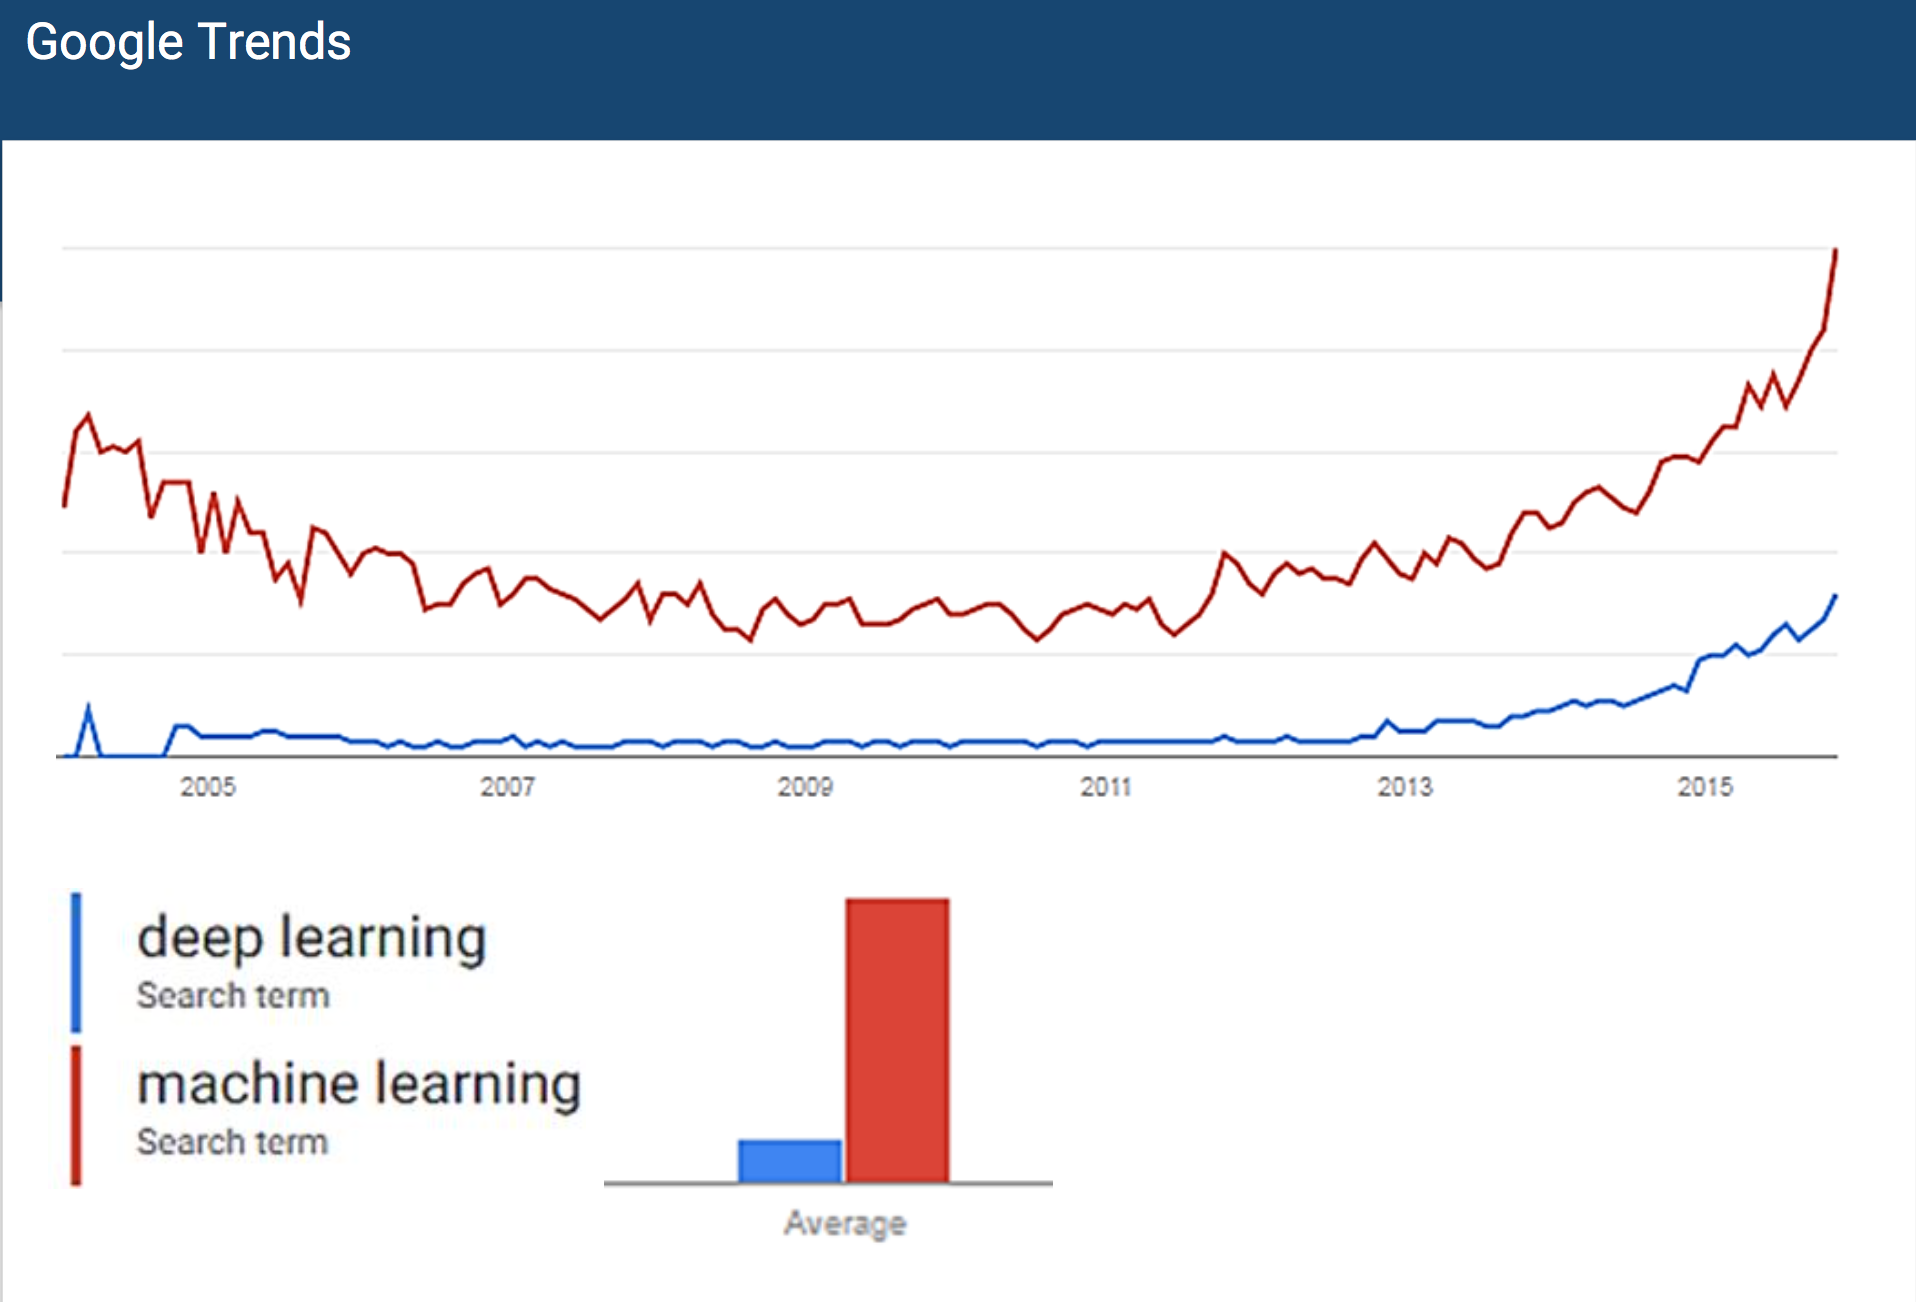 Google Trends
2005 2007 2009 2011 2013 2015
deep learning
Search term
machine learning
Search term
Average